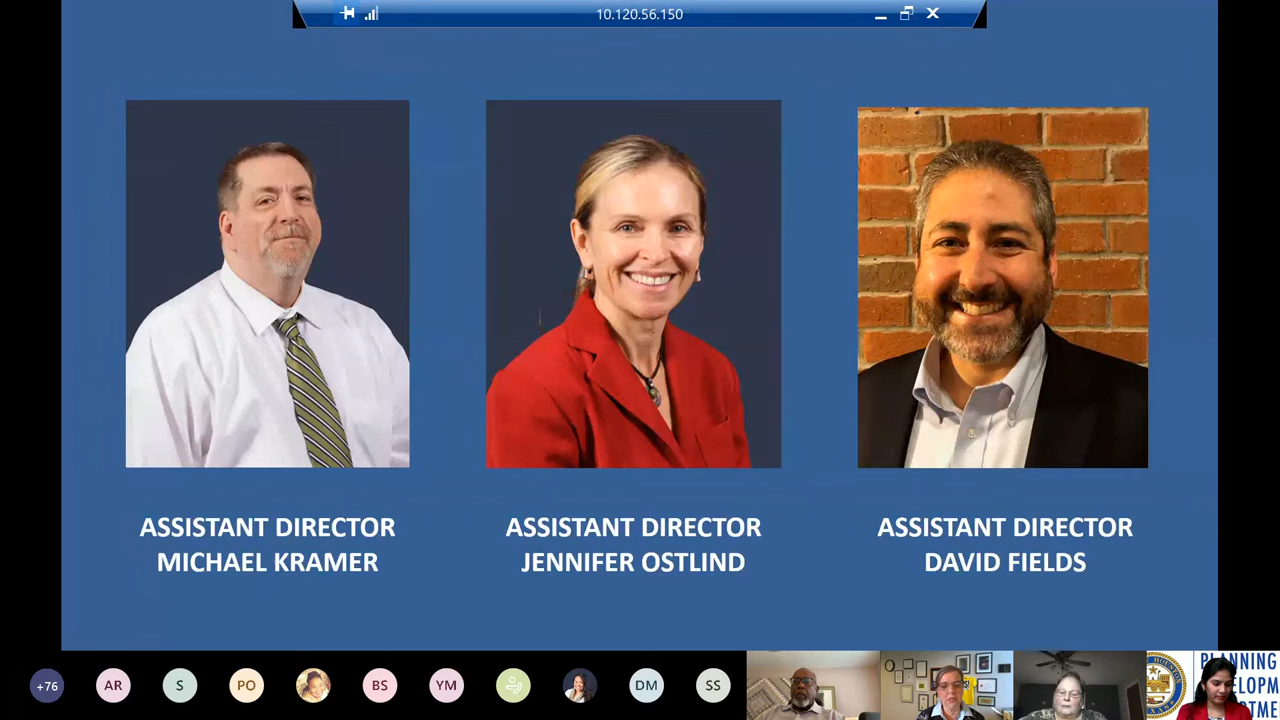 10.120.56.150
ASSISTANT DIRECTOR
MICHAEL KRAMER
ASSISTANT DIRECTOR
JENNIFER OSTLIND
ASSISTANT DIRECTOR
DAVID FIELDS
+76
AR
S
PO
BS
YM
DM
SS
HOUSTON
PLANNING